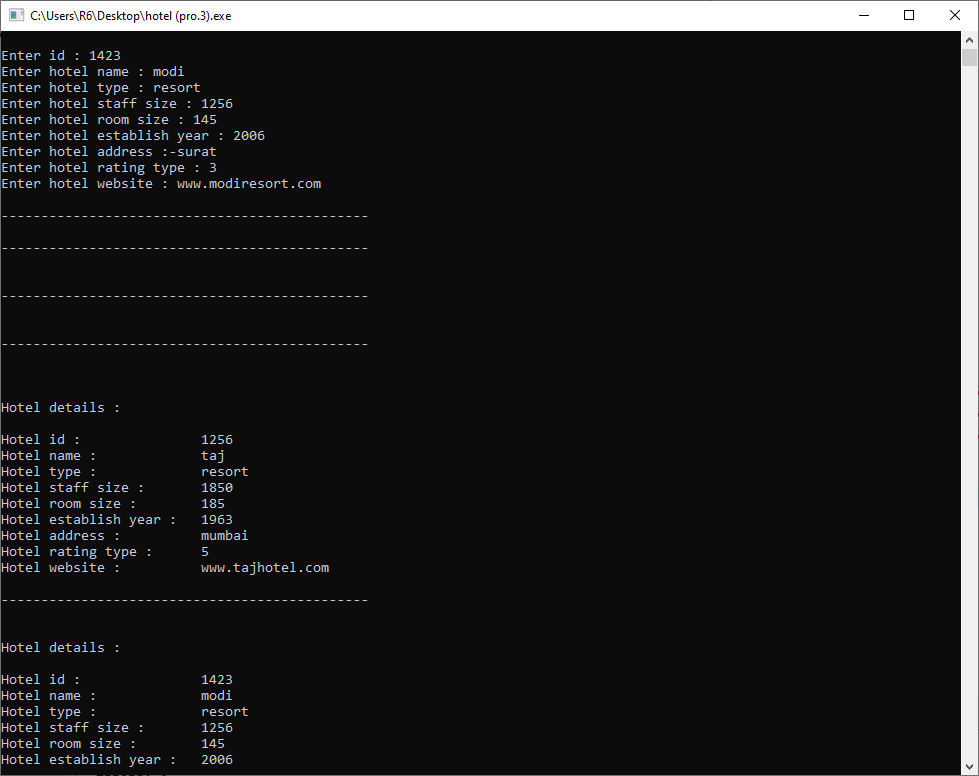 C:\Users\R6\Desktop\hotel (pro.3).exe
Enter id : 1423
Enter hotel name : modi
Enter hotel type : resort
Enter hotel staff size : 1256
Enter hotel room size : 145
Enter hotel establish year : 2006
Enter hotel address :-surat
Enter hotel rating type : 3
Enter hotel website : www.modiresort.com
----------------------------------------------
----------------------------------------------
----------------------------------------------
----------------------------------------------
Hotel details :
Hotel id : 1256
Hotel name : taj
Hotel type : resort
Hotel staff size : 1850
Hotel room size : 185
Hotel establish year : 1963
Hotel address : mumbai
Hotel rating type : 5
Hotel website : www.tajhotel.com
----------------------------------------------
Hotel details :
Hotel id : 1423
Hotel name : modi
Hotel type : resort
Hotel staff size : 1256
Hotel room size : 145
Hotel establish year : 2006